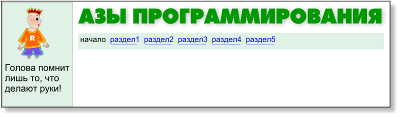 АЗЫ ПРОГРАММИРОВАНИЯ
начало раздел1 раздел2 раздел3 раздел4 раздел5
R
Голова помнит
лишь то, что
делают руки!